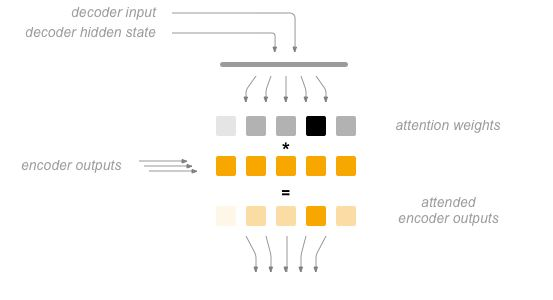 decoder input
decoder hidden state
attention weights
*
encoder outputs
=
attended
encoder outputs